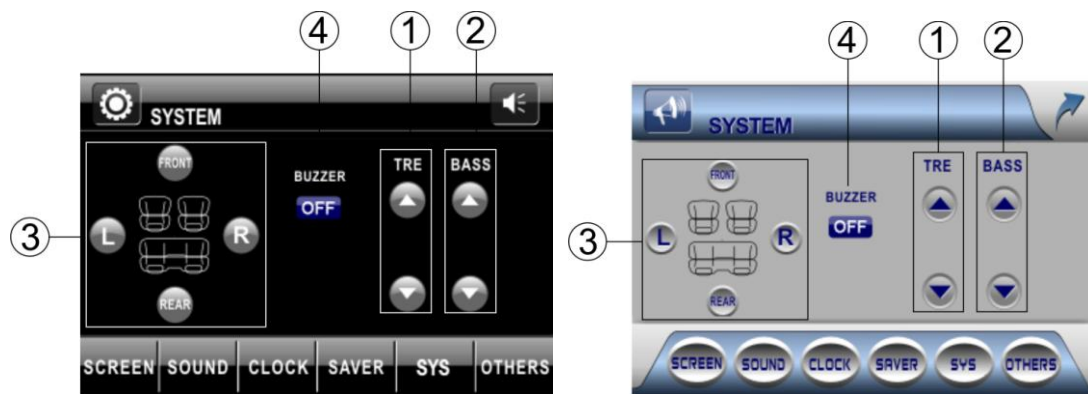 ④ ① ②
SYSTEM
FRONT
BUZZER
OFF
TRE
BASS
③
L
R
REAR
SCREEN SOUND CLOCK SAVER SYS OTHERS
④ ① ②
SYSTEM
FRONT
BUZZER
OFF
TRE
BASS
③
L
R
REAR
SCREEN SOUND CLOCK SAVER SYS OTHERS